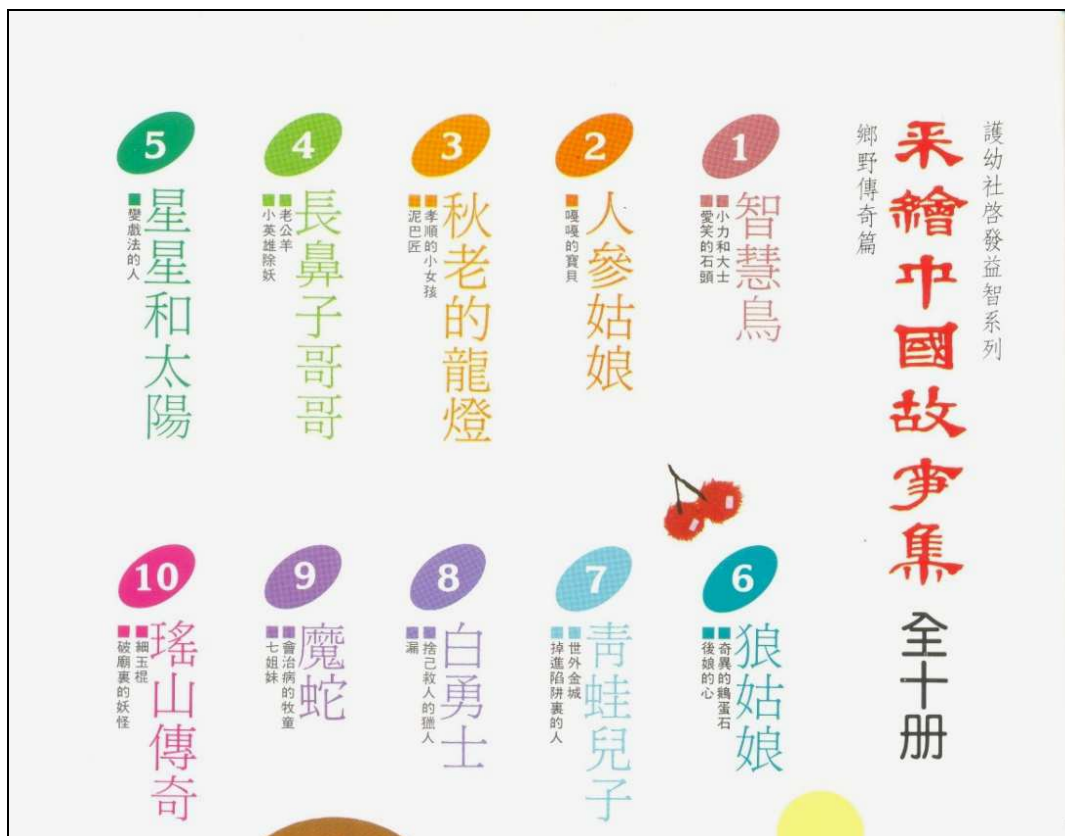 護幼社啓發益智系列
采繪中國故事集 全十册
鄉野傳奇篇
1
智慧鳥
小力和大士
愛笑的石頭
2
人參姑娘
嘎嘎的寶貝
3
秋老的龍燈
孝順的小女孩
泥巴匠
4
長鼻子哥哥
老公羊
小英雄除妖
5
星星和太陽
變戲法的人
6
狼姑娘
奇異的鵝蛋石
後娘的心
7
青蛙兒子
世外金城
掉進陷阱裏的人
8
白勇士
捨己救人的獵人
漏
9
魔蛇
會治病的牧童
七姐妹
10
瑤山傳奇
細玉棍
破廟裏的妖怪